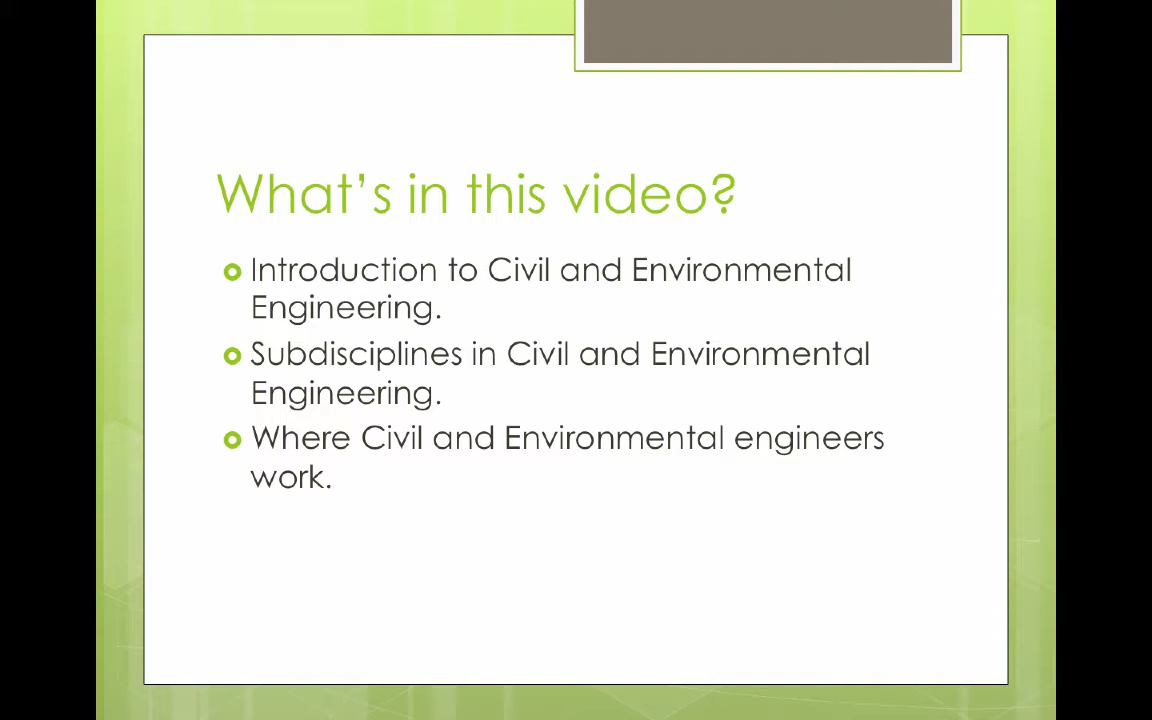 What's in this video?
Introduction to Civil and Environmental
Engineering.
Subdisciplines in Civil and Environmental
Engineering.
Where Civil and Environmental engineers
work.